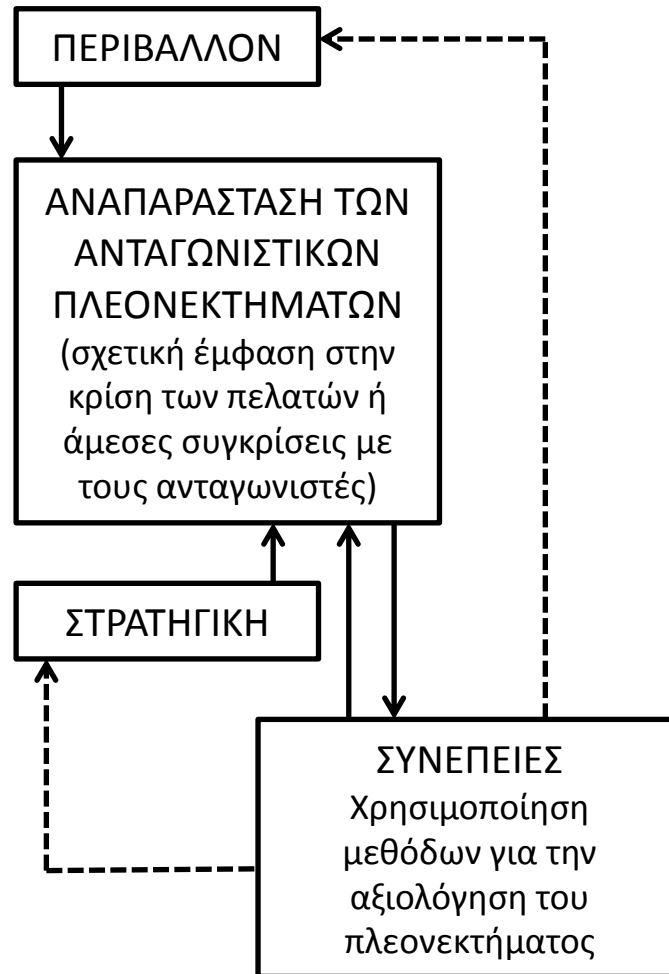 ΠΕΡΙΒΑΛΛΟΝ
ΑΝΑΠΑΡΑΣΤΑΣΗ ΤΩΝ
ΑΝΤΑΓΩΝΙΣΤΙΚΩΝ
ΠΛΕΟΝΕΚΤΗΜΑΤΩΝ
(σχετική έμφαση στην
κρίση των πελατών ή
άμεσες συγκρίσεις με
τους ανταγωνιστές)
ΣΤΡΑΤΗΓΙΚΗ
ΣΥΝΕΠΕΙΕΣ
Χρησιμοποίηση
μεθόδων για την
αξιολόγηση του
πλεονεκτήματος